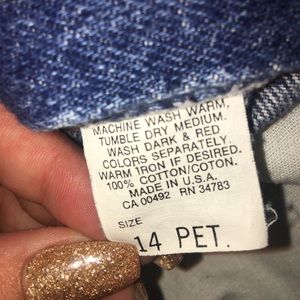 MACHINE WASH WARM,
TUMBLE DRY MEDIUM.
WASH DARK & RED
COLORS SEPARATELY.
WARM IRON IF DESIRED.
100% COTTON/COTON.
MADE IN U.S.A.
CA 00492 RN 34783
SIZE
14 PET.